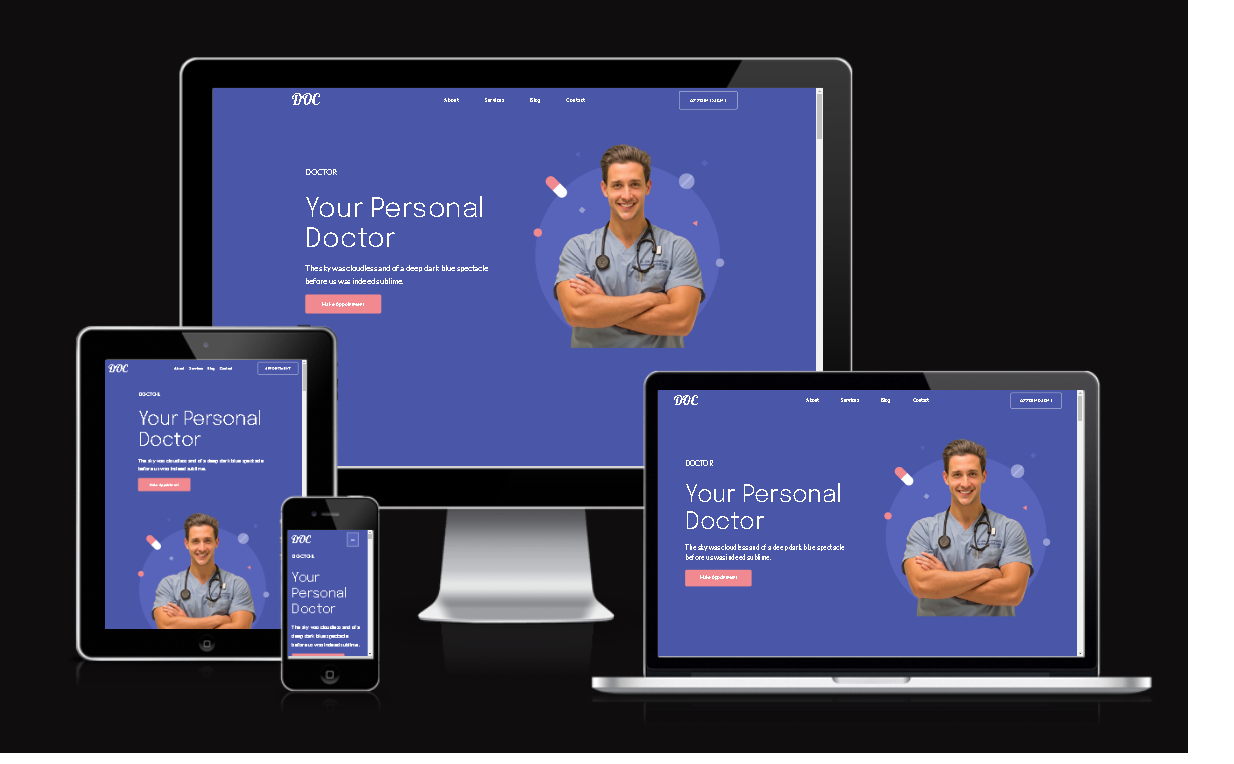 DOC
About Services Blog Contact APPOINTMENT
DOCTOR
Your Personal
Doctor
The sky was cloudless and of a deep dark blue spectacle
before us was indeed sublime.
Make Appointment
DOC
About Services Blog Contact APPOINTMENT
DOCTOR
Your Personal
Doctor
The sky was cloudless and of a
deep dark blue spectacle
before us was indeed sublime.
Make Appointment
DOC
DOCTOR
Your
Personal
Doctor
The sky was cloudless and of a
deep dark blue spectacle
before us was indeed sublime.
DOC
About Services Blog Contact APPOINTMENT
DOCTOR
Your Personal
Doctor
The sky was cloudless and of a deep dark blue spectacle
before us was indeed sublime.
Make Appointment